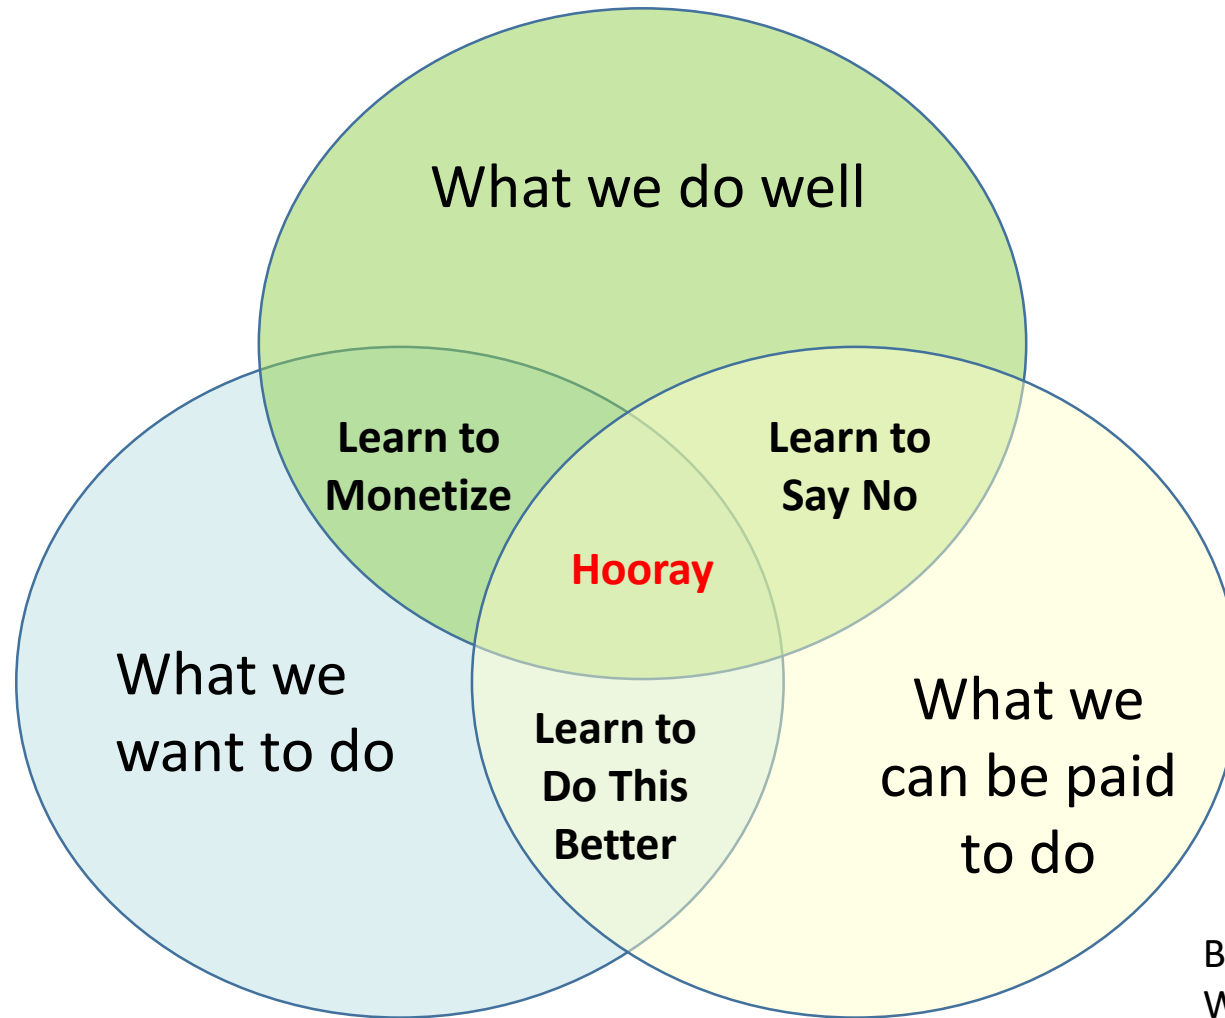 What we do well
Learn to
Monetize
Learn to
Say No
Hooray
What we
want to do
Learn to
Do This
Better
What we
can be paid
to do